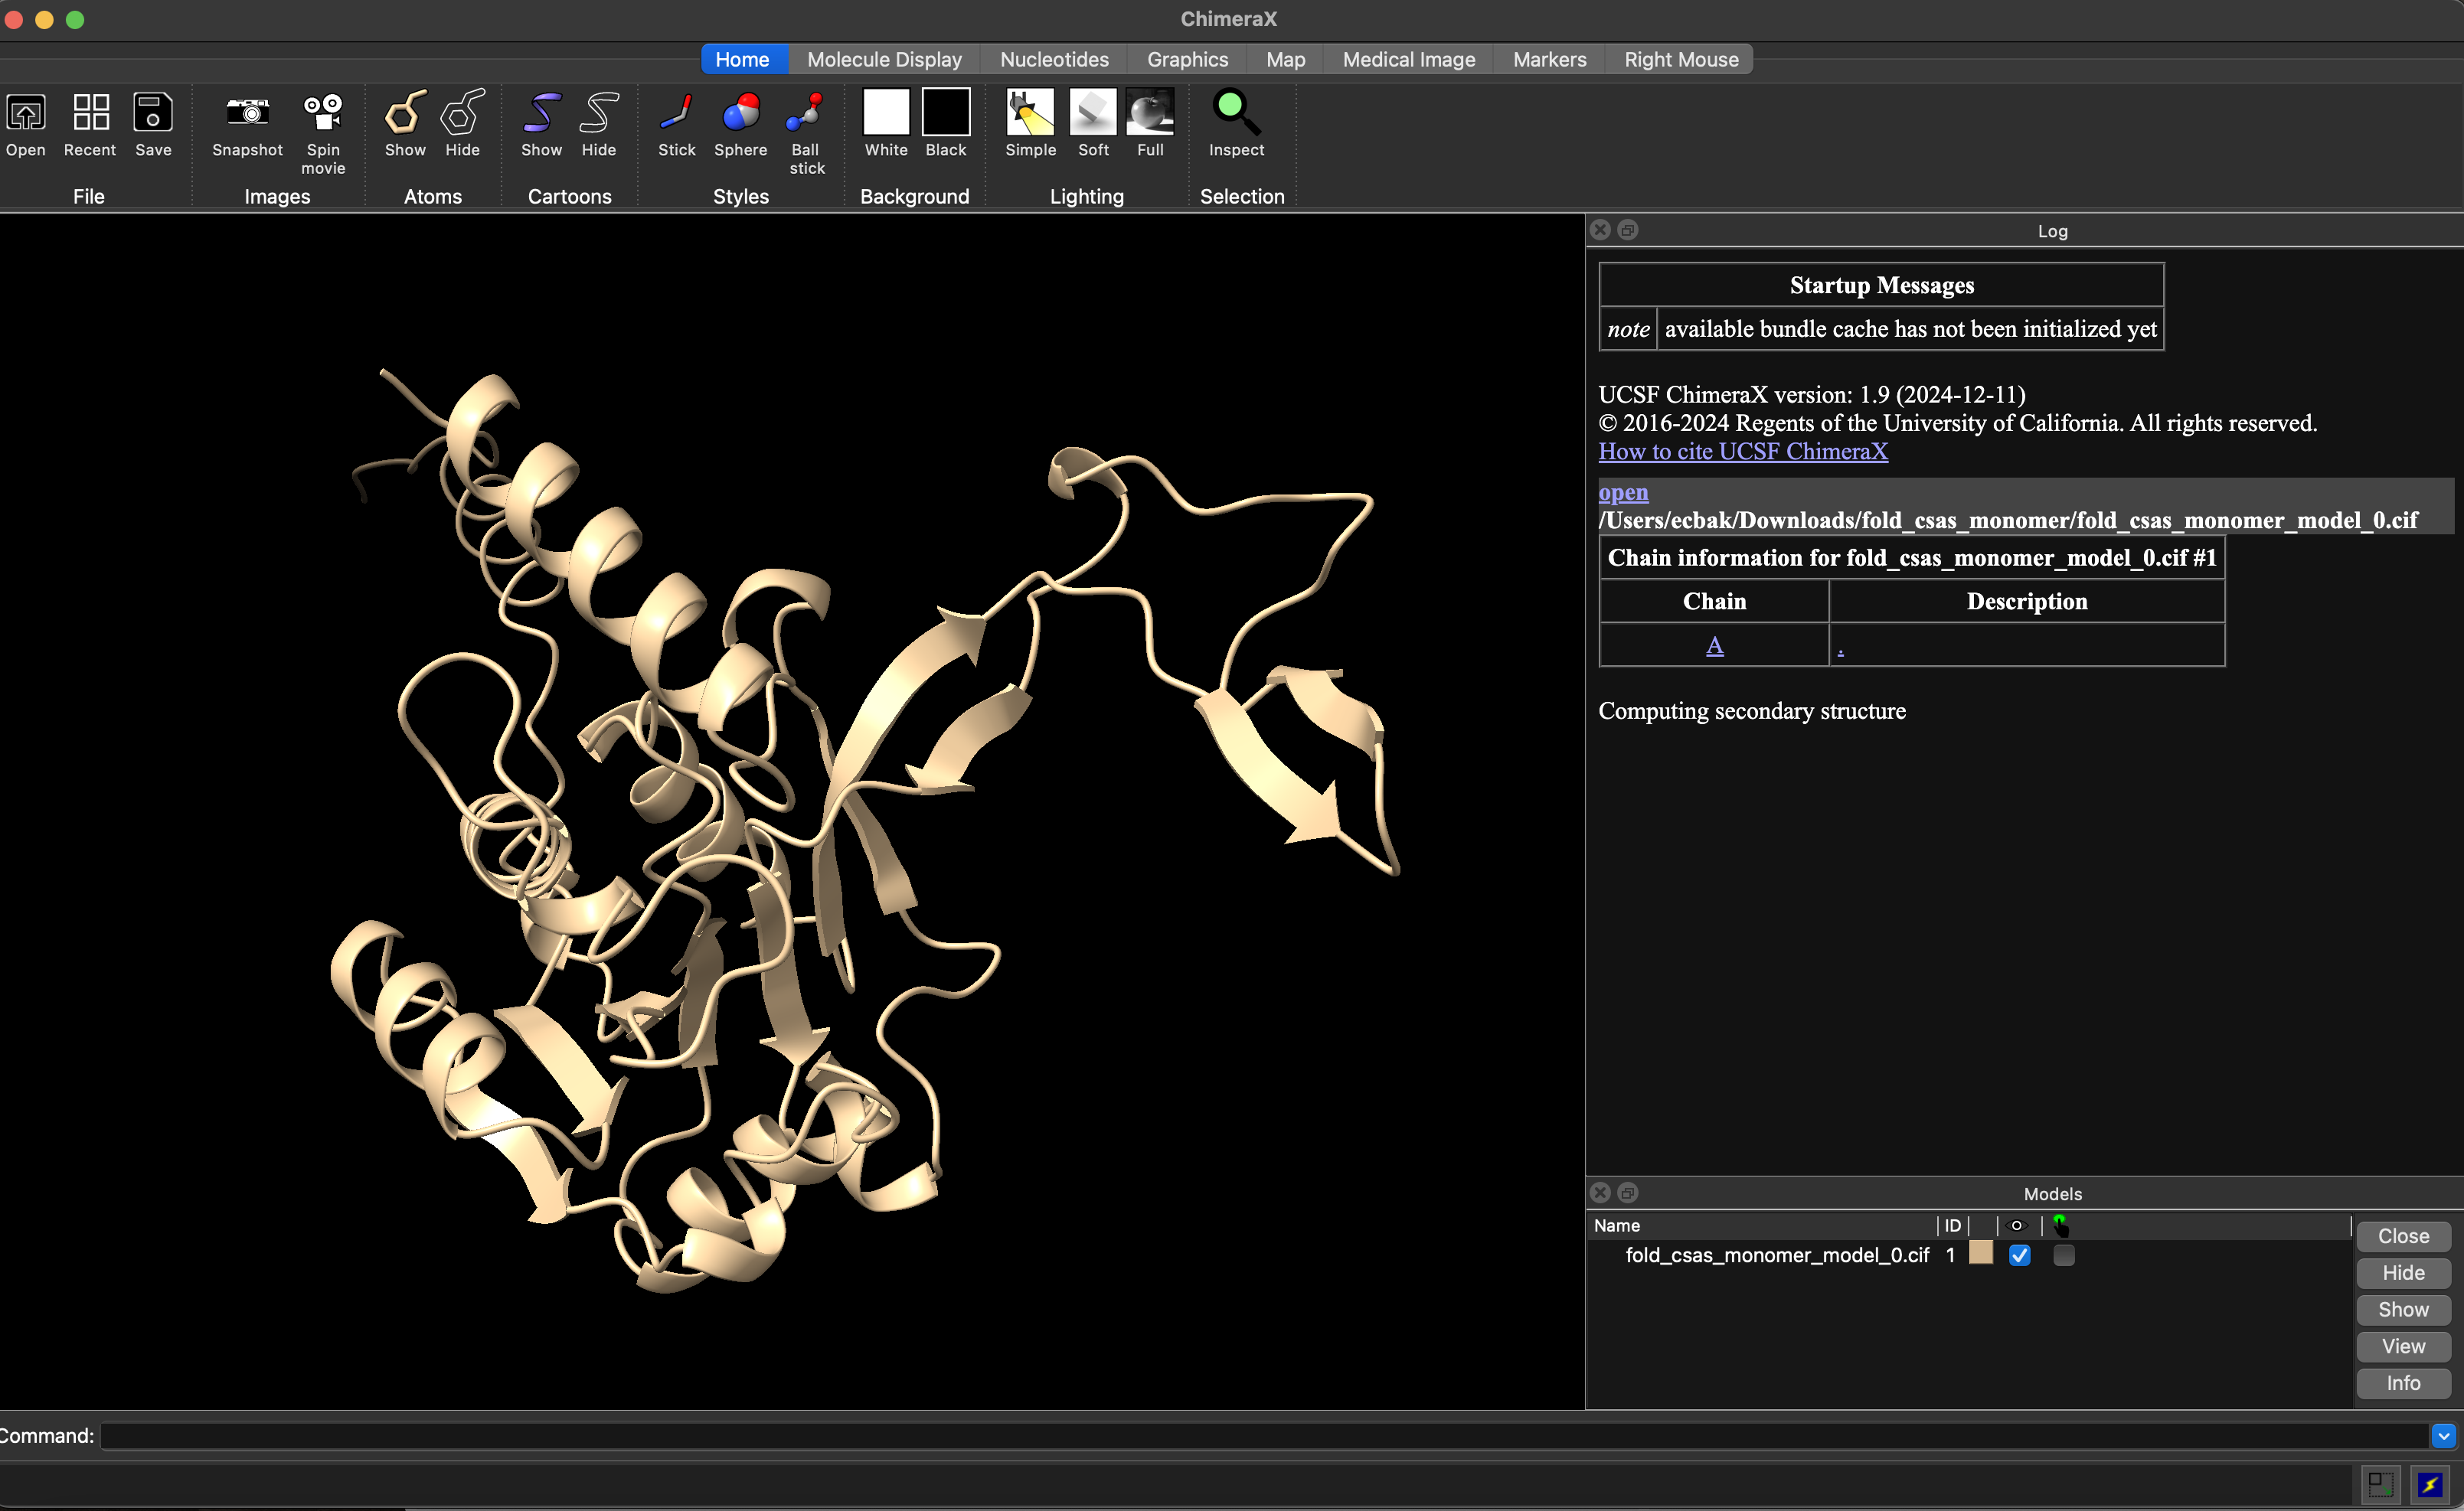 ChimeraX
Home Molecule Display Nucleotides Graphics Map Medical Image Markers Right Mouse
Open Recent Save Snapshot Spin movie Show Hide Show Hide Stick Sphere Ball stick White Black Simple Soft Full Inspect
File Images Atoms Cartoons Styles Background Lighting Selection
Log
Startup Messages
note available bundle cache has not been initialized yet
UCSF ChimeraX version: 1.9 (2024-12-11)
© 2016-2024 Regents of the University of California. All rights reserved.
How to cite UCSF ChimeraX
open
/Users/ecbak/Downloads/fold_csas_monomer/fold_csas_monomer_model_0.cif
Chain information for fold_csas_monomer_model_0.cif #1
Chain Description
A .
Computing secondary structure
Models
Name ID
fold_csas_monomer_model_0.cif 1
Close
Hide
Show
View
Info
Command: